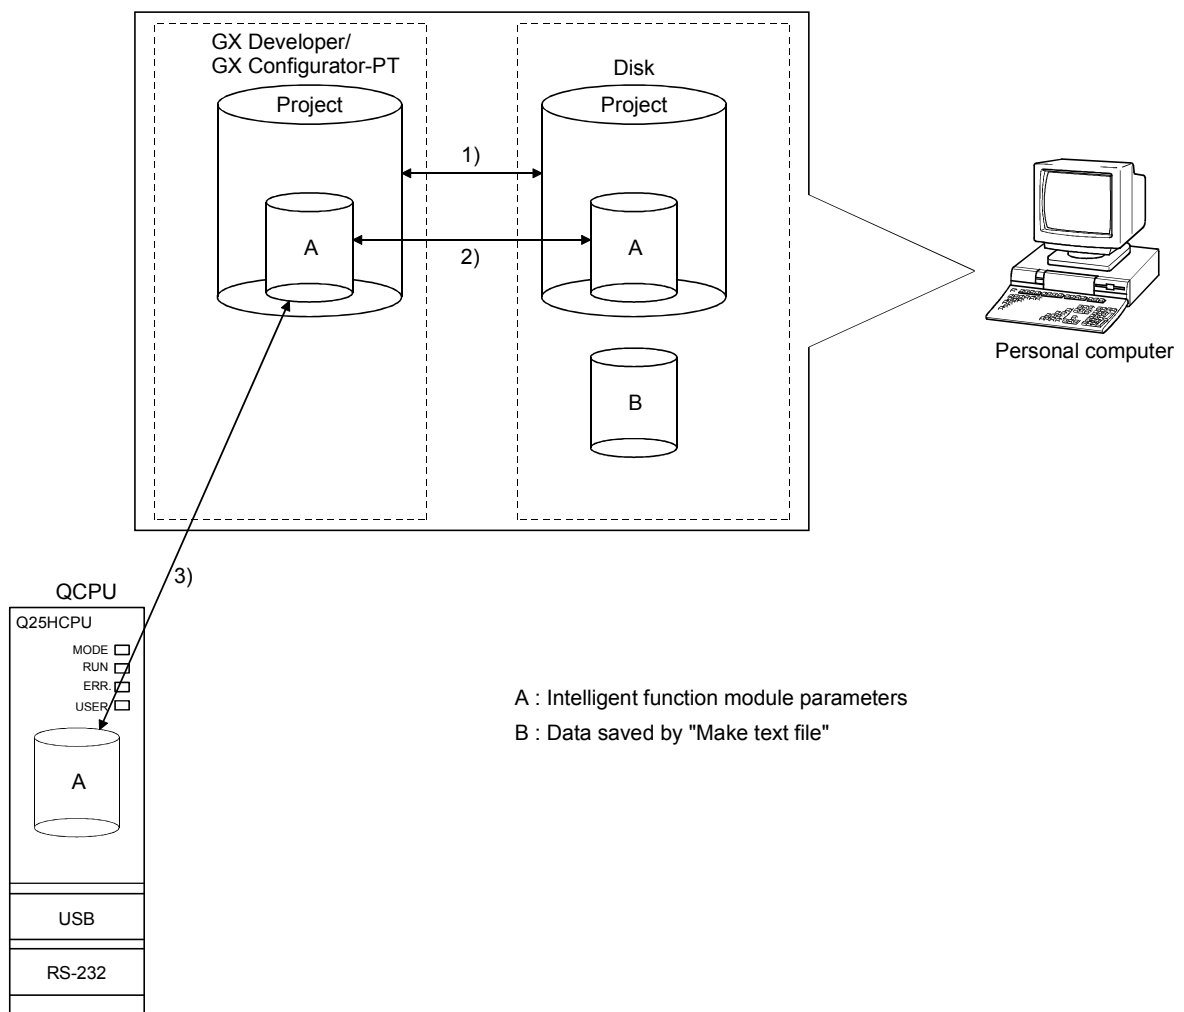 GX Developer/
GX Configurator-PT
Disk
Project
Project
1)
A
A
2)
B
Personal computer
3)
QCPU
Q25HCPU
MODE
RUN
ERR.
USER
A
USB
RS-232
A : Intelligent function module parameters
B : Data saved by "Make text file"